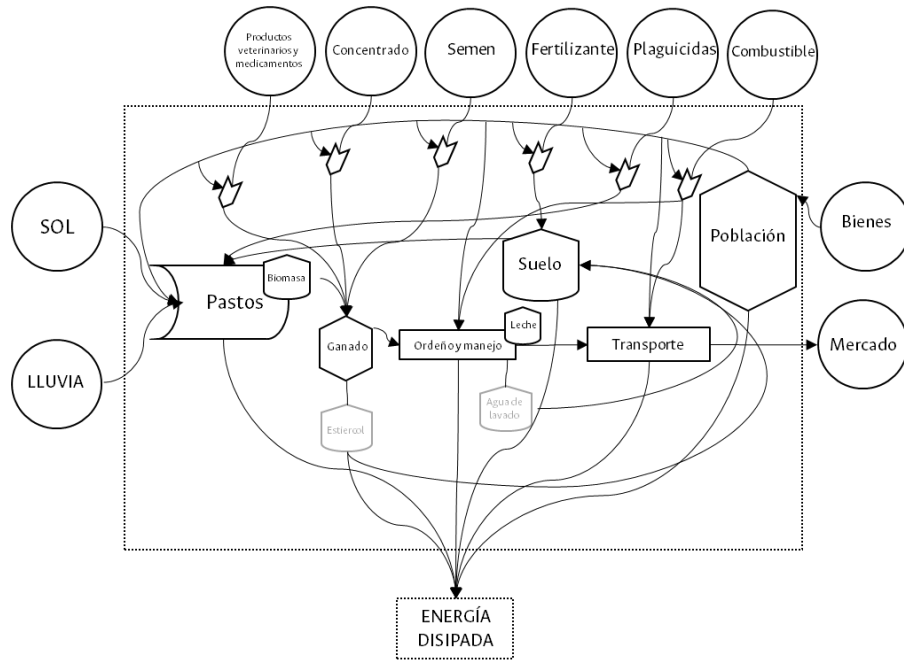 Productos
veterinarios y
medicamentos
Concentrado
Semen
Fertilizante
Plaguicidas
Combustible
SOL
Población
Bienes
Suelo
Biomasa
Pastos
Leche
Ganado
Ordeño y manejo
Transporte
Mercado
LLUVIA
Agua de
lavado
Estiercol
ENERGÍA
DISIPADA